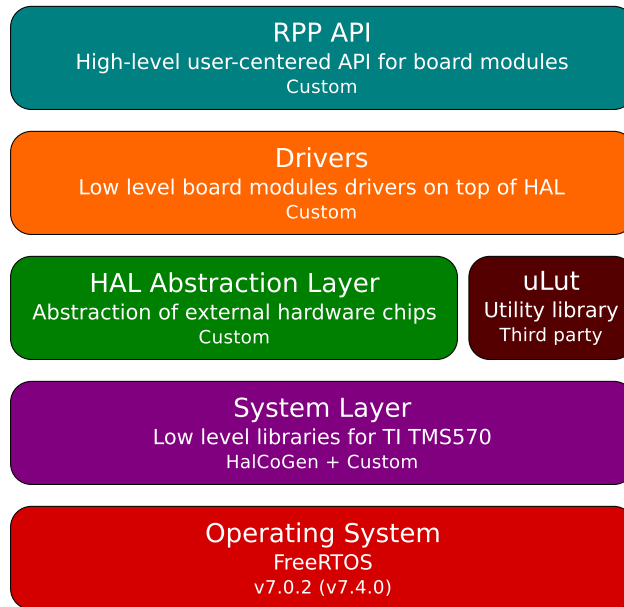 RPP API
High-level user-centered API for board modules
Custom
Drivers
Low level board modules drivers on top of HAL
Custom
HAL Abstraction Layer
Abstraction of external hardware chips
Custom
uLut
Utility library
Third party
System Layer
Low level libraries for TI TMS570
HalCoGen + Custom
Operating System
FreeRTOS
v7.0.2 (v7.4.0)